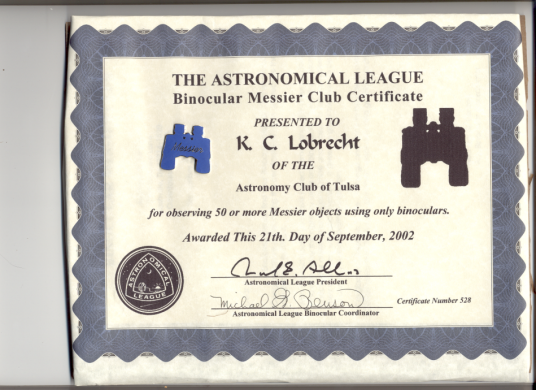 THE ASTRONOMICAL LEAGUE
Binocular Messier Club Certificate
PRESENTED TO
K. C. Lobrecht
OF THE
Astronomy Club of Tulsa
for observing 50 or more Messier objects using only binoculars.
Awarded This 21th. Day of September, 2002
ASTRONOMICAL
LEAGUE
Astronomical League President
Michael G. Benson
Certificate Number 528
Astronomical League Binocular Coordinator